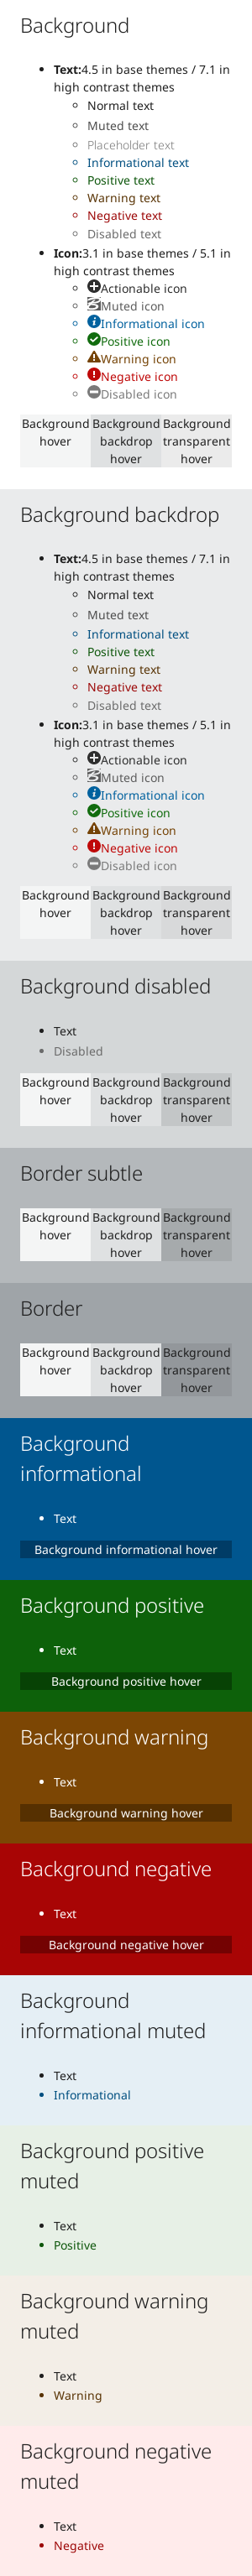 Background
Text:4.5 in base themes / 7.1 in
high contrast themes
Normal text
Muted text
Placeholder text
Informational text
Positive text
Warning text
Negative text
Disabled text
Icon:3.1 in base themes / 5.1 in
high contrast themes
Actionable icon
Muted icon
Informational icon
Positive icon
Warning icon
Negative icon
Disabled icon
Background hover
Background backdrop hover
Background transparent hover
Background backdrop
Text:4.5 in base themes / 7.1 in
high contrast themes
Normal text
Muted text
Informational text
Positive text
Warning text
Negative text
Disabled text
Icon:3.1 in base themes / 5.1 in
high contrast themes
Actionable icon
Muted icon
Informational icon
Positive icon
Warning icon
Negative icon
Disabled icon
Background hover
Background backdrop hover
Background transparent hover
Background disabled
Text
Disabled
Background hover
Background backdrop hover
Background transparent hover
Border subtle
Background hover
Background backdrop hover
Background transparent hover
Border
Background hover
Background backdrop hover
Background transparent hover
Background
informational
Text
Background informational hover
Background positive
Text
Background positive hover
Background warning
Text
Background warning hover
Background negative
Text
Background negative hover
Background
informational muted
Text
Informational
Background positive
muted
Text
Positive
Background warning
muted
Text
Warning
Background negative
muted
Text
Negative